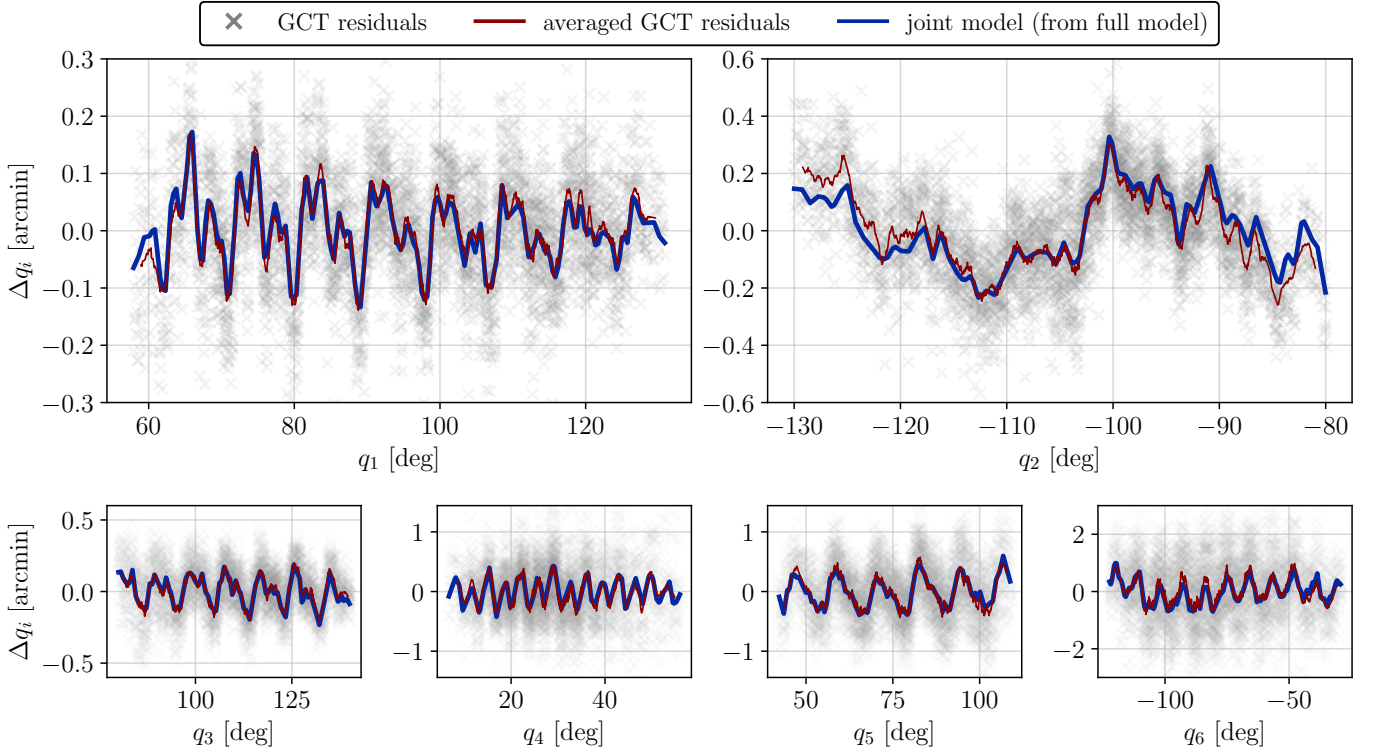 GCT residuals averaged GCT residuals joint model (from full model)
Δq_i [arcmin]
0.3
0.2
0.1
0.0
−0.1
−0.2
−0.3
60 80 100 120
q_1 [deg]
0.6
0.4
0.2
0.0
−0.2
−0.4
−0.6
−130 −120 −110 −100 −90 −80
q_2 [deg]
Δq_i [arcmin]
0.5
0.0
−0.5
100 125
q_3 [deg]
1
0
−1
20 40
q_4 [deg]
1
0
−1
50 75 100
q_5 [deg]
2
0
−2
−100 −50
q_6 [deg]